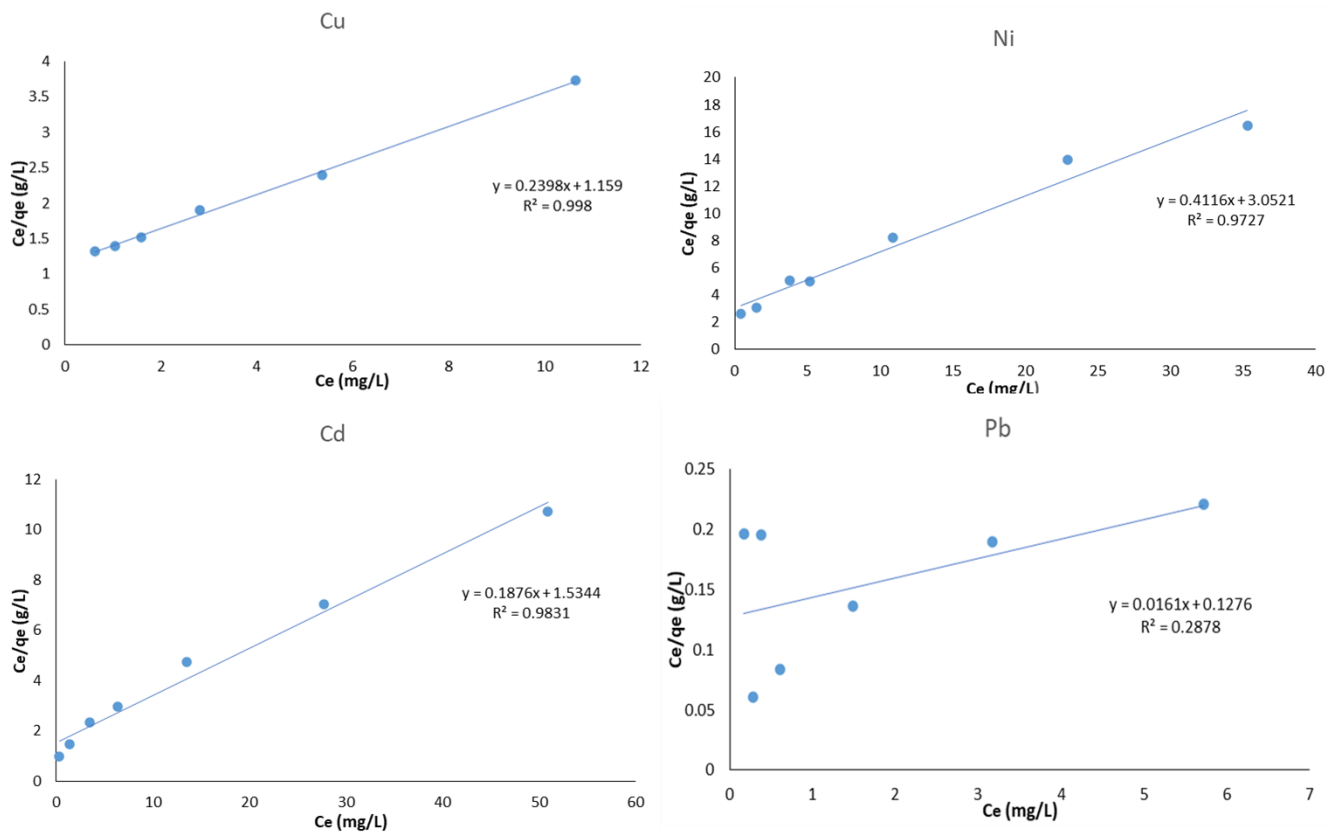 Cu
4
3.5
3
2.5
2
1.5
1
0.5
0
Ce/qe (g/L)
y = 0.2398x + 1.159
R² = 0.998
0 2 4 6 8 10 12
Ce (mg/L)
Ni
20
18
16
14
12
10
8
6
4
2
0
Ce/qe (g/L)
y = 0.4116x + 3.0521
R² = 0.9727
0 5 10 15 20 25 30 35 40
Ce (mg/L)
Cd
12
10
8
6
4
2
0
Ce/qe (g/L)
y = 0.1876x + 1.5344
R² = 0.9831
0 10 20 30 40 50 60
Ce (mg/L)
Pb
0.25
0.2
0.15
0.1
0.05
0
Ce/qe (g/L)
y = 0.0161x + 0.1276
R² = 0.2878
0 1 2 3 4 5 6 7
Ce (mg/L)